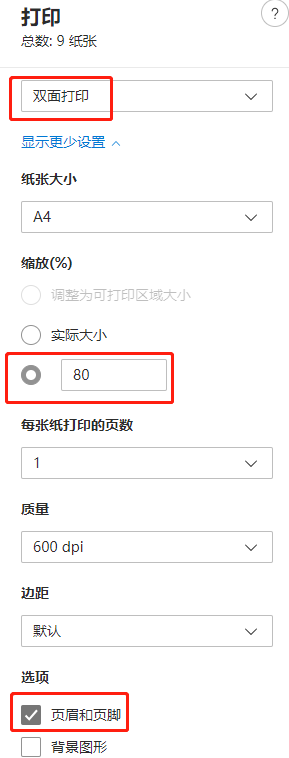 打印
?
总数: 9 纸张
双面打印
显示更少设置
纸张大小
A4
缩放(%)
调整为可打印区域大小
实际大小
80
每张纸打印的页数
1
质量
600 dpi
边距
默认
选项
页眉和页脚
背景图形